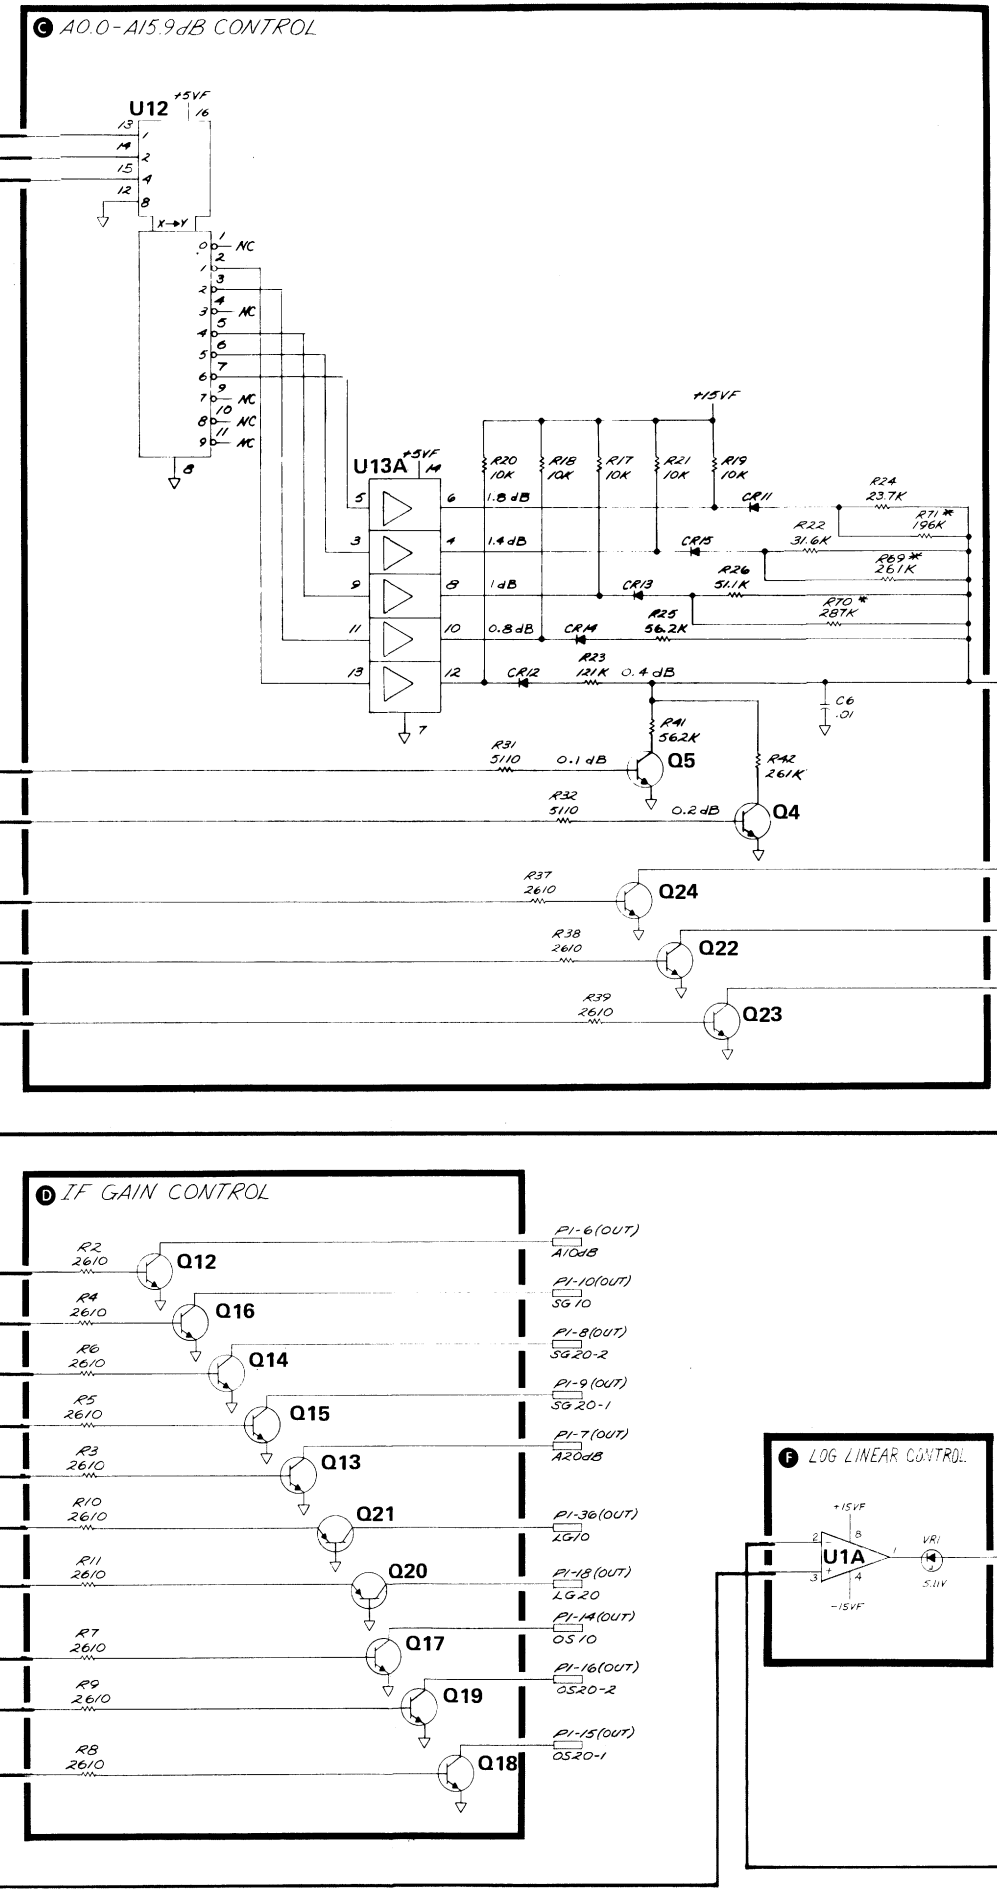 C A0.0-A15.9dB CONTROL
+5VF
U12
16
13
1
14
2
15
4
12
8
X→Y
1
0
NC
2
1
3
2
4
3
NC
5
4
6
5
7
6
9
7
NC
10
8
NC
11
9
NC
8
+15VF
U13A
+5VF
14
R20
10K
R18
10K
R17
10K
R21
10K
R19
10K
5
6
1.8dB
CR11
R24
23.7K
R71*
196K
3
4
1.4dB
CR15
R22
31.6K
R69*
261K
9
8
1dB
CR13
R26
51.1K
R70*
287K
11
10
0.8dB
CR14
R25
56.2K
13
12
CR12
R23
121K
0.4dB
7
C6
.01
R41
562K
R31
5110
0.1dB
Q5
R42
261K
R32
5110
0.2dB
Q4
R37
2610
Q24
R38
2610
Q22
R39
2610
Q23
D IF GAIN CONTROL
R2
2610
Q12
P1-6(OUT)
A10dB
R4
2610
Q16
P1-10(OUT)
SG10
R6
2610
Q14
P1-8(OUT)
SG20-2
R5
2610
Q15
P1-9(OUT)
SG20-1
R3
2610
Q13
P1-7(OUT)
A20dB
R10
2610
Q21
P1-36(OUT)
LG10
R11
2610
Q20
P1-18(OUT)
LG20
R7
2610
Q17
P1-14(OUT)
OS10
R9
2610
Q19
P1-16(OUT)
OS20-2
R8
2610
Q18
P1-15(OUT)
OS20-1
F LOG LINEAR CONTROL
+15VF
2
-
8
U1A
1
3
+
4
-15VF
VR1
5.11V